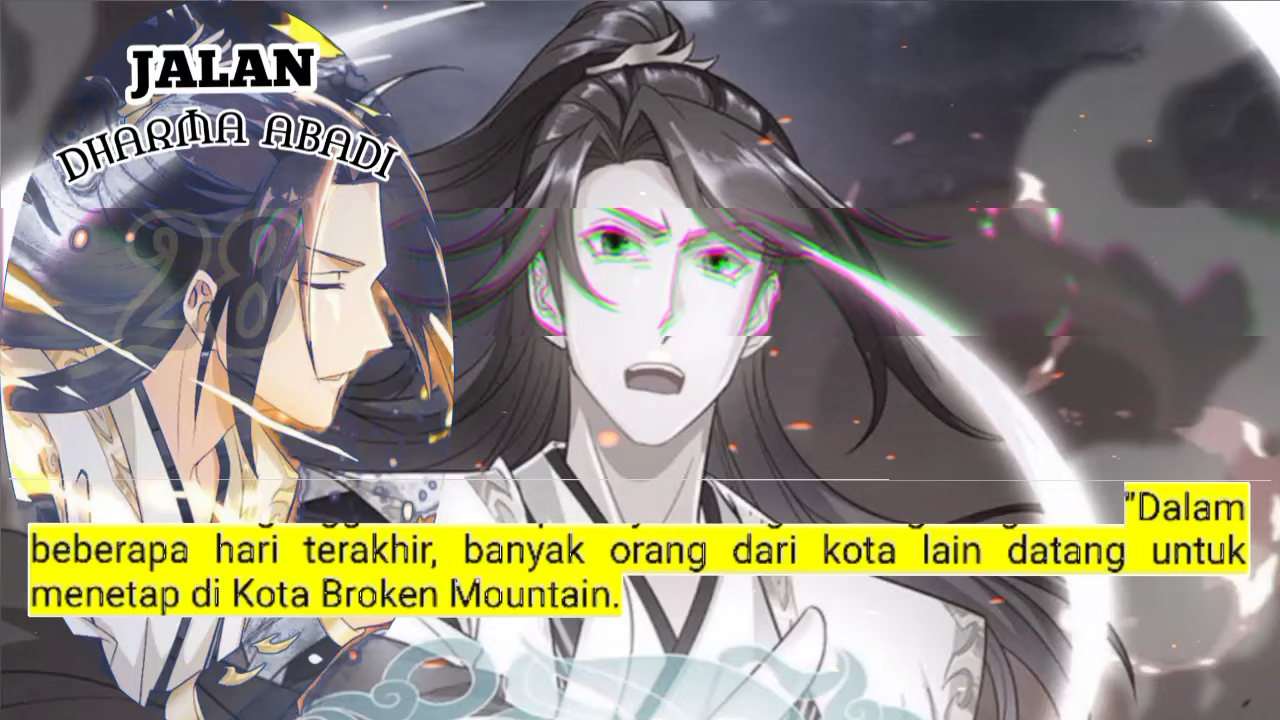 JALAN
DHARMA ABADI
28
"Dalam
beberapa hari terakhir, banyak orang dari kota lain datang untuk
menetap di Kota Broken Mountain.